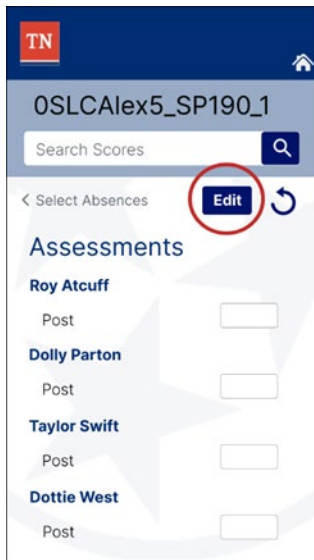 TN
0SLCAlex5_SP190_1
Search Scores
< Select Absences Edit
Assessments
Roy Atcuff
Post
Dolly Parton
Post
Taylor Swift
Post
Dottie West
Post